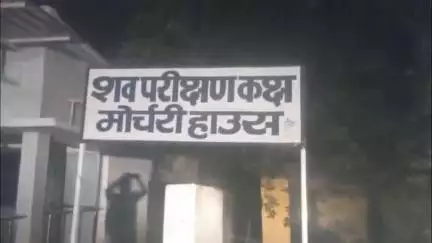 शव परीक्षण कक्ष
मोर्चरी हाउस